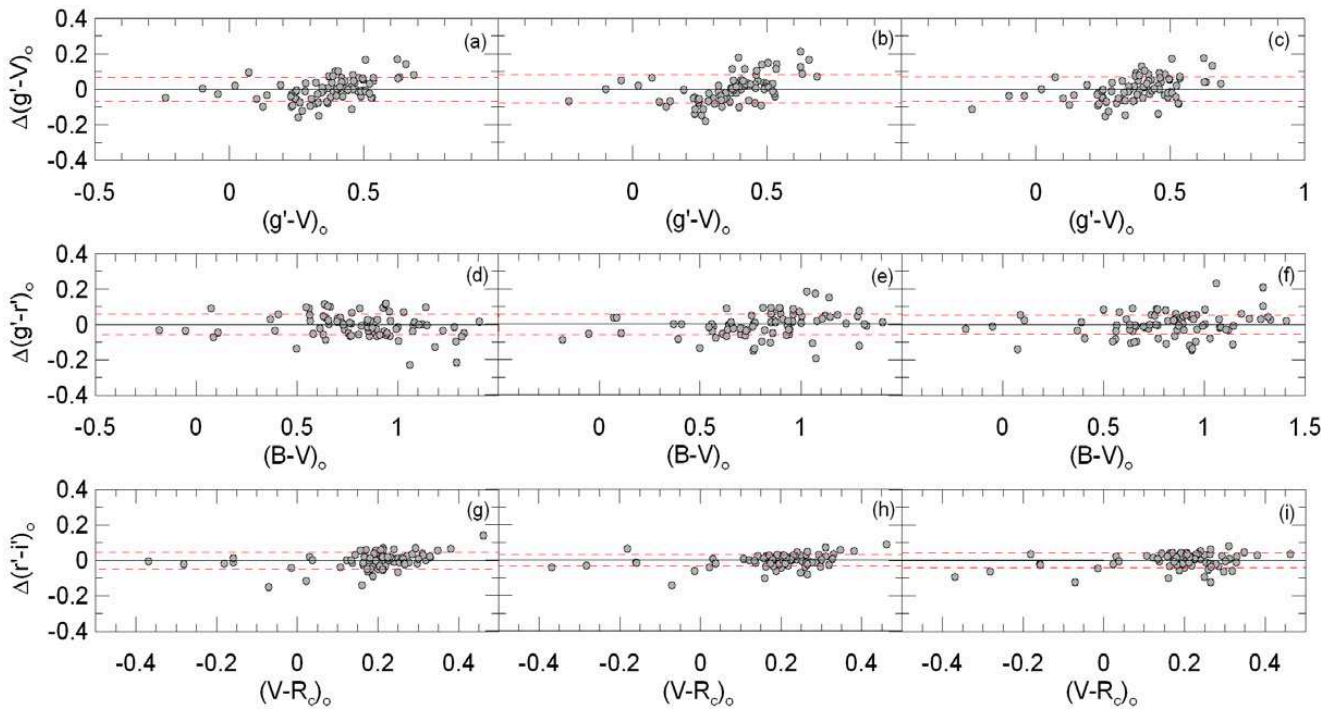 0.4 (a) (b) (c)
0.2
0
-0.2
-0.4
Δ(g'-V)ₒ
-0.5 0 0.5 0 0.5 0 0.5 1
(g'-V)ₒ (g'-V)ₒ (g'-V)ₒ
0.4 (d) (e) (f)
0.2
0
-0.2
-0.4
Δ(g'-r')ₒ
-0.5 0 0.5 1 0 0.5 1 0 0.5 1 1.5
(B-V)ₒ (B-V)ₒ (B-V)ₒ
0.4 (g) (h) (i)
0.2
0
-0.2
-0.4
Δ(r'-i')ₒ
-0.4 -0.2 0 0.2 0.4 -0.4 -0.2 0 0.2 0.4 -0.4 -0.2 0 0.2 0.4
(V-R꜀)ₒ (V-R꜀)ₒ (V-R꜀)ₒ